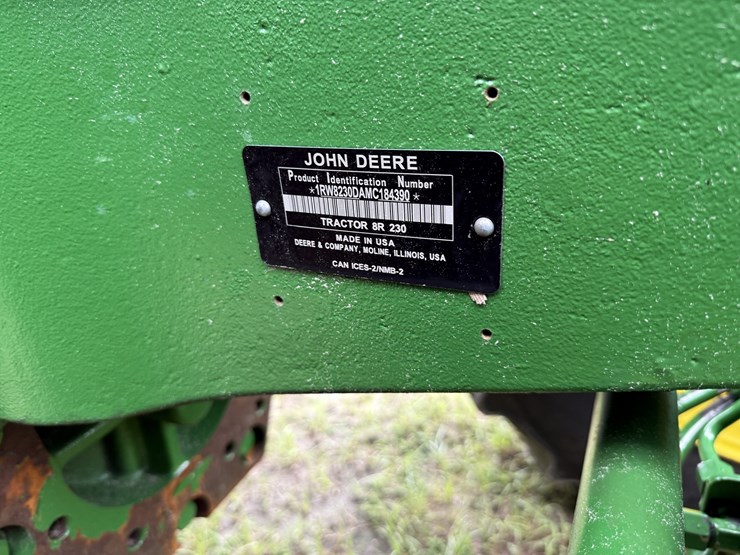 JOHN DEERE
Product Identification Number
*1RW8230DAMC184390*
TRACTOR 8R 230
MADE IN USA
DEERE & COMPANY, MOLINE, ILLINOIS, USA
CAN ICES-2/NMB-2